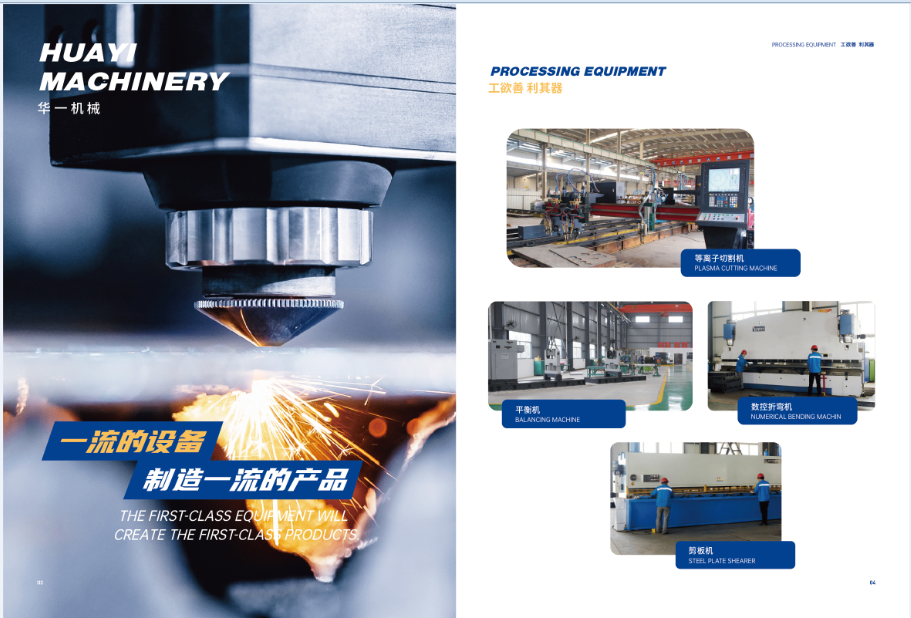 HUAYI
MACHINERY
华一机械
一流的设备
制造一流的产品
THE FIRST-CLASS EQUIPMENT WILL
CREATE THE FIRST-CLASS PRODUCTS
03
PROCESSING EQUIPMENT 工欲善 利其器
PROCESSING EQUIPMENT
工欲善 利其器
等离子切割机
PLASMA CUTTING MACHINE
平衡机
BALANCING MACHINE
数控折弯机
NUMERICAL BENDING MACHIN
剪板机
STEEL PLATE SHEARER
04